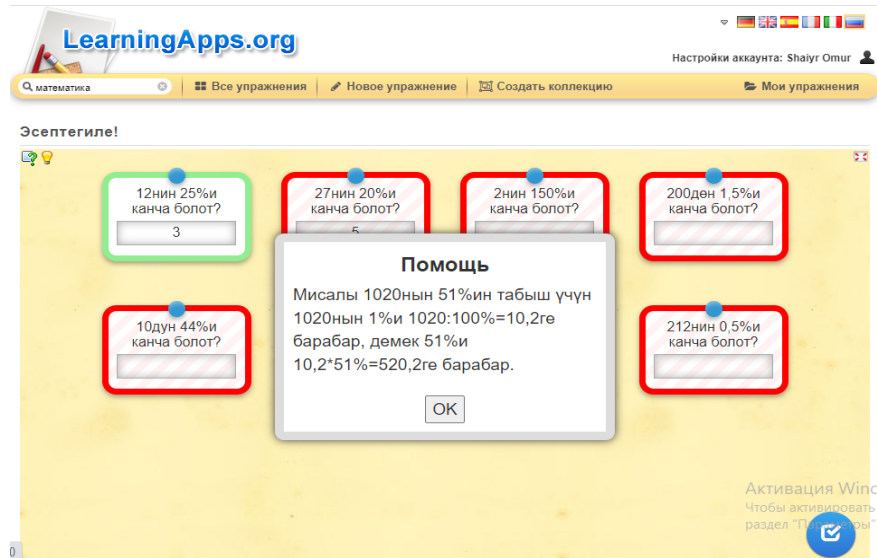 LearningApps.org
Настройки аккаунта: Shaiyr Omur
математика
Все упражнения
Новое упражнение
Создать коллекцию
Мои упражнения
Эсептегиле!
12нин 25%и
канча болот?
3
27нин 20%и
канча болот?
5
2нин 150%и
канча болот?
200дөн 1,5%и
канча болот?
Помощь
Мисалы 1020нын 51%ин табыш үчүн
1020нын 1%и 1020:100%=10,2ге
барабар, демек 51%и
10,2*51%=520,2ге барабар.
OK
10дун 44%и
канча болот?
212нин 0,5%и
канча болот?
Активация Winc
Чтобы активировать
раздел "Параметры"